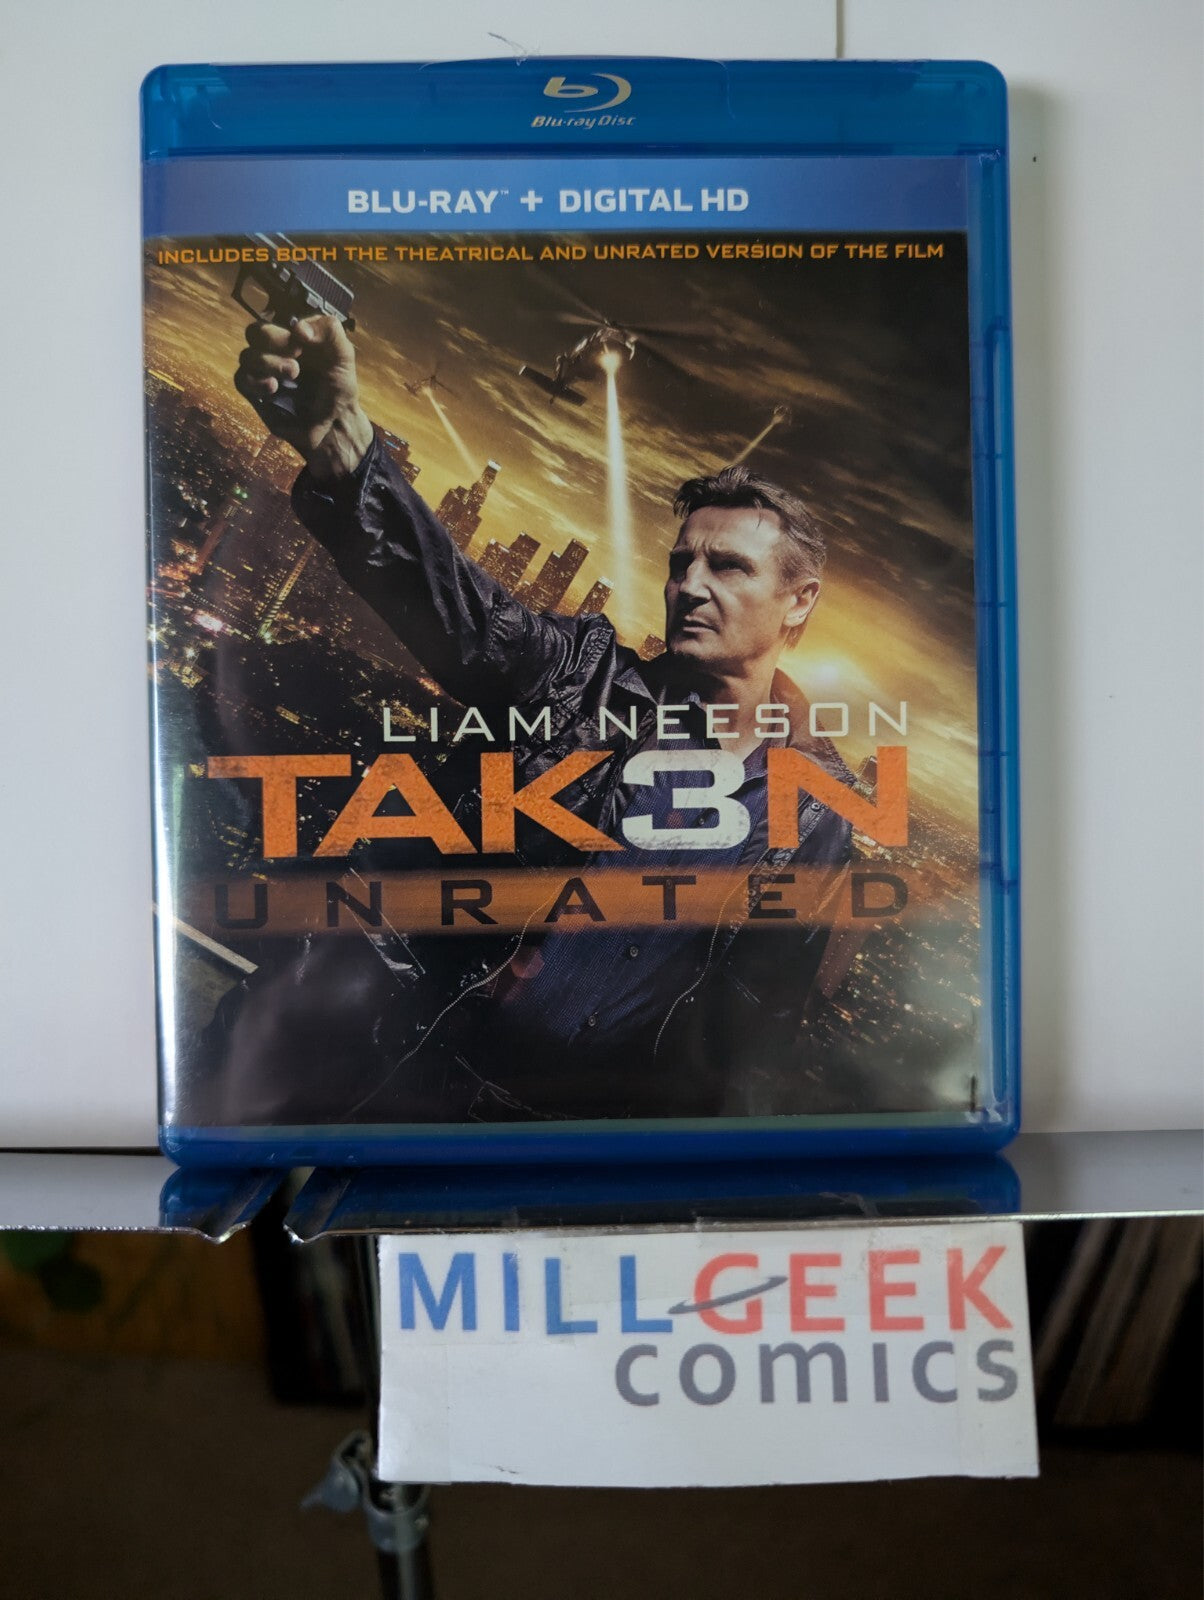 Blu-ray Disc
BLU-RAY™ + DIGITAL HD
INCLUDES BOTH THE THEATRICAL AND UNRATED VERSION OF THE FILM
LIAM NEESON
TAK3N
UNRATED
MILLGEEK
comics